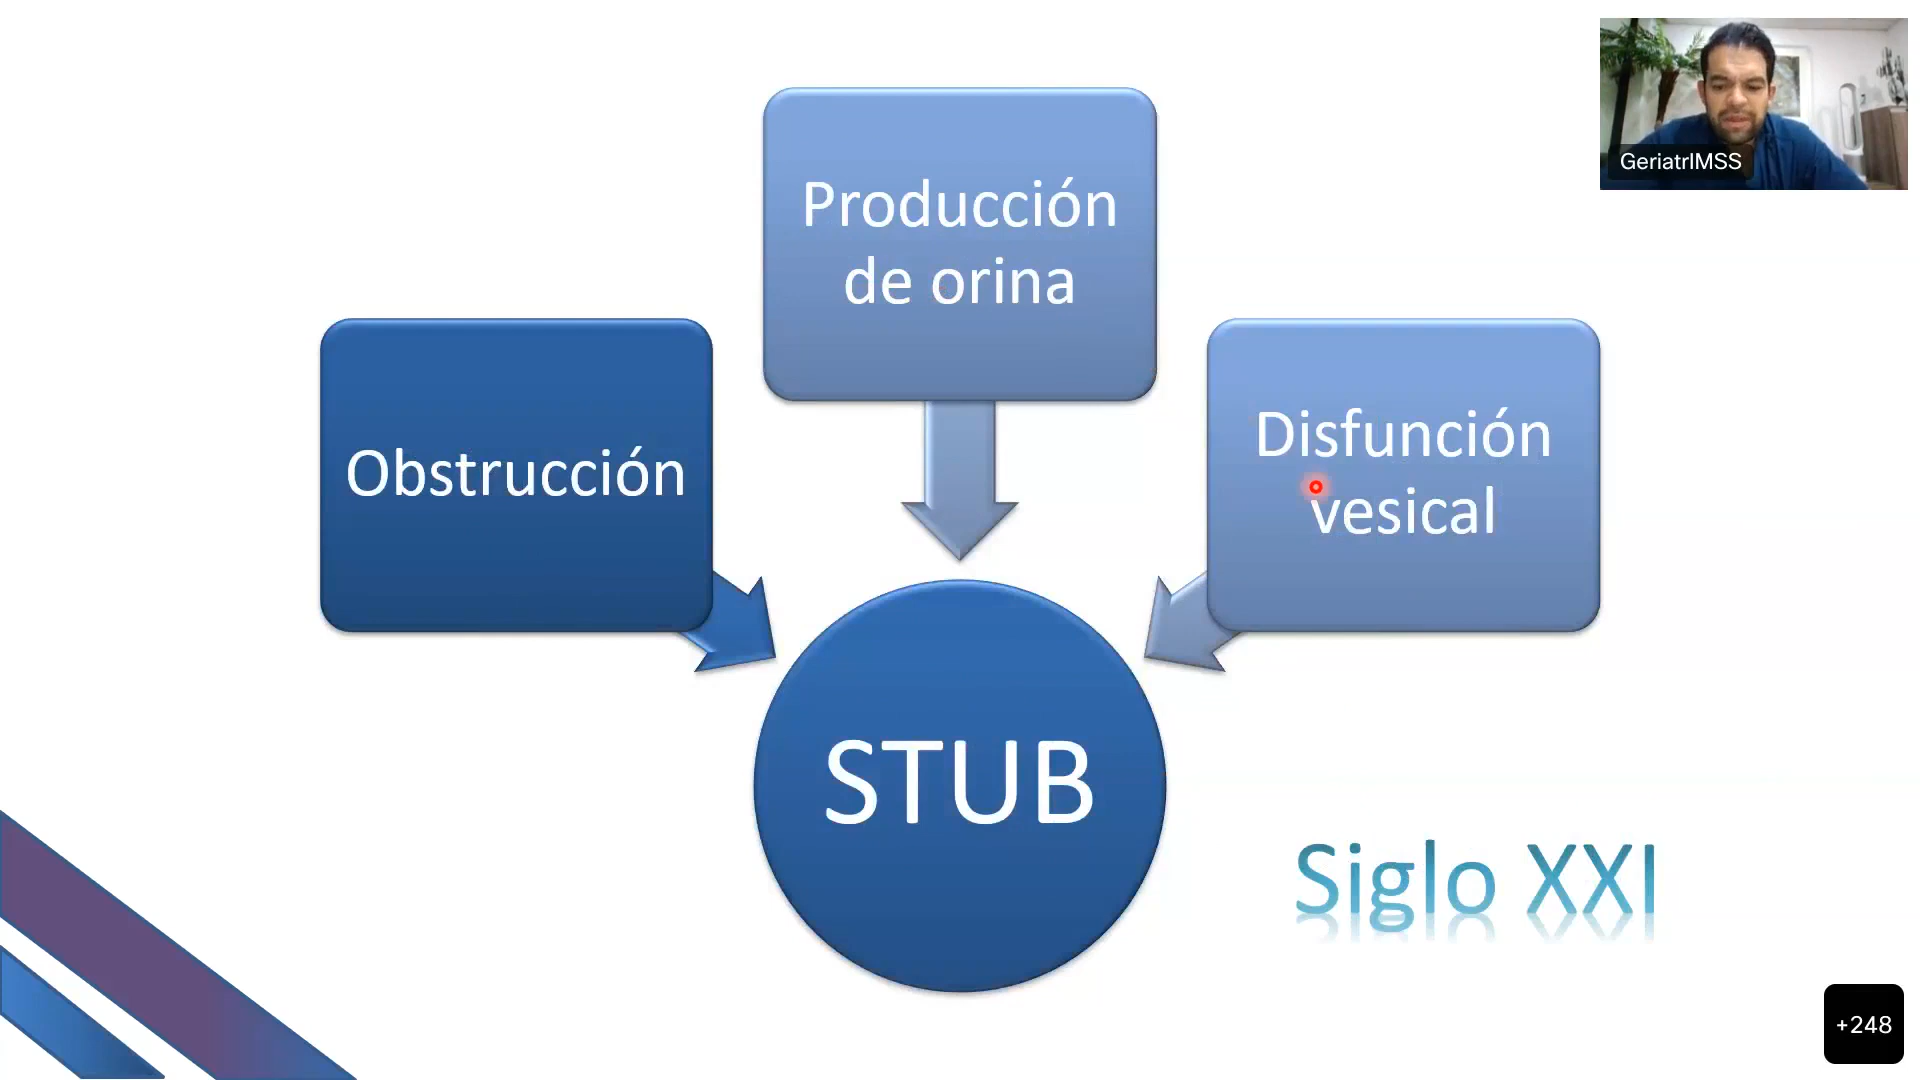 GeriatrIMSS
Producción
de orina
Obstrucción
Disfunción
vesical
STUB
Siglo XXI
+248